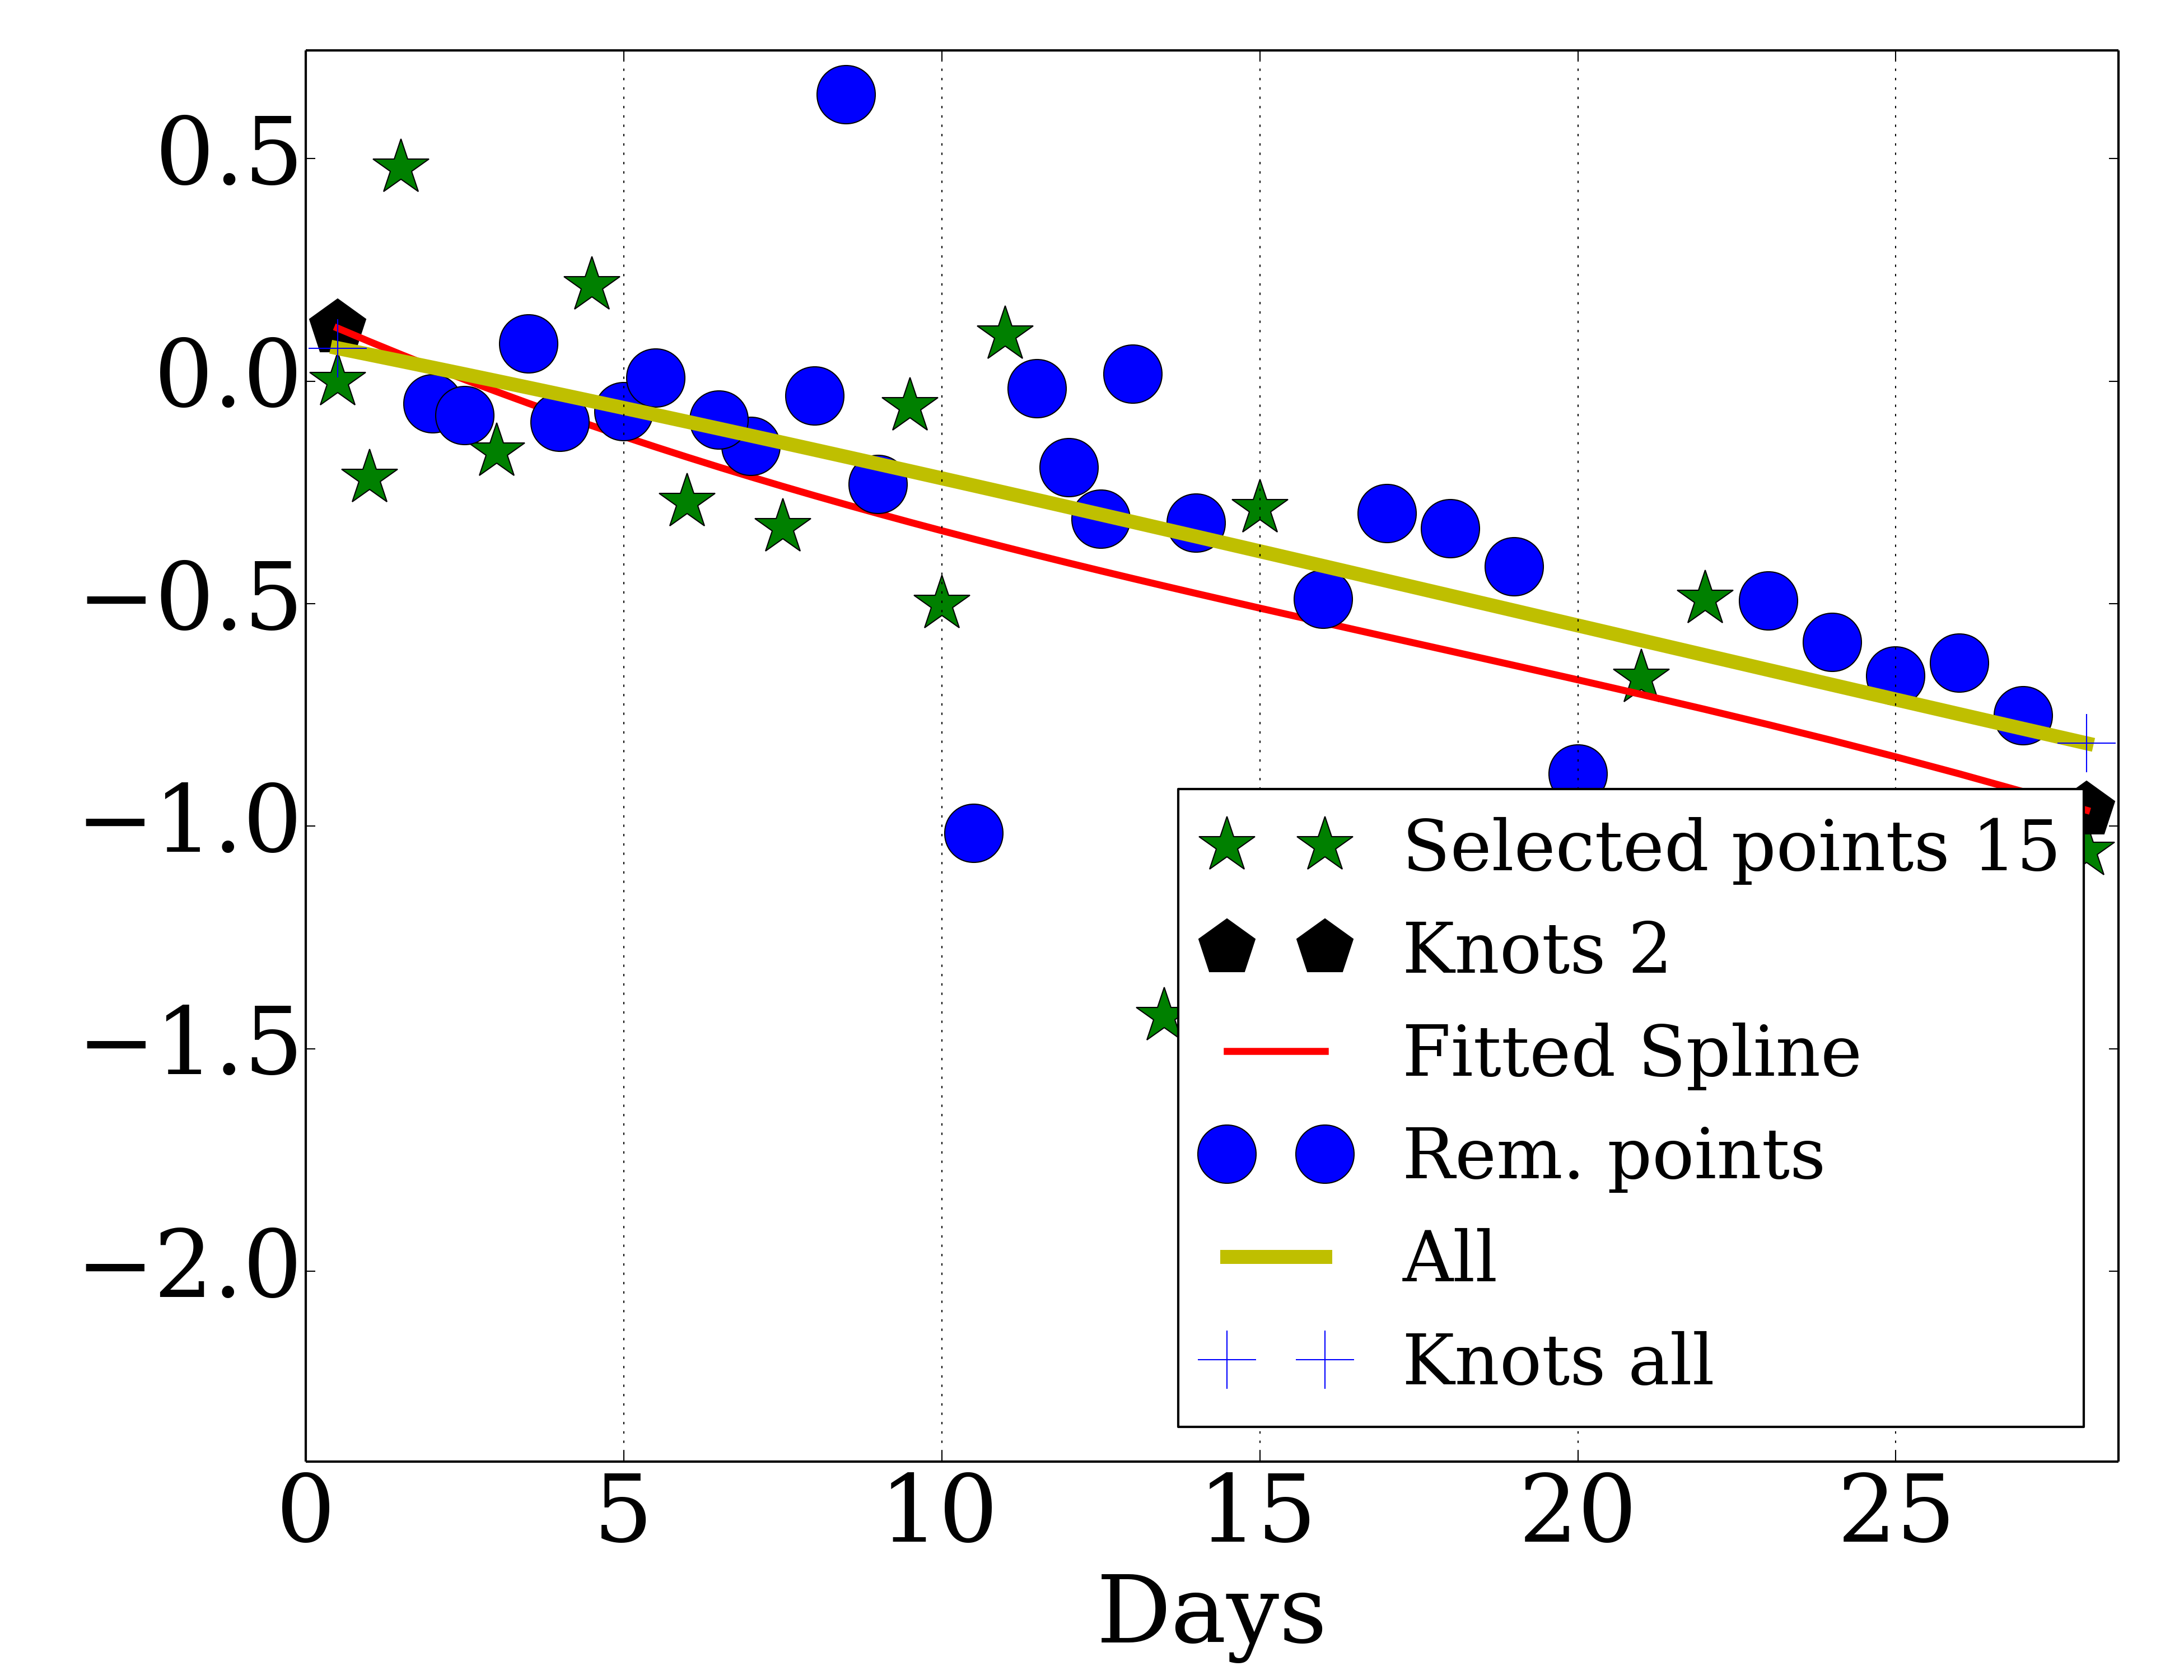 0.5
0.0
−0.5
−1.0
−1.5
−2.0
Selected points 15
Knots 2
Fitted Spline
Rem. points
All
Knots all
0 5 10 15 20 25
Days